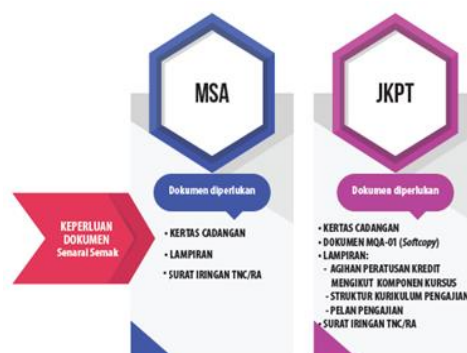 MSA
JKPT
Dokumen diperlukan
Dokumen diperlukan
KEPERLUAN
DOKUMEN
Senarai Semak
• KERTAS CADANGAN
• LAMPIRAN
• SURAT IRINGAN TNC/RA
• KERTAS CADANGAN
• DOKUMEN MQA-01 (Softcopy)
• LAMPIRAN:
- AGIHAN PERATUSAN KREDIT
MENGIKUT KOMPONEN KURSUS
- STRUKTUR KURIKULUM PENGAJIAN
- PELAN PENGAJIAN
• SURAT IRINGAN TNC/RA